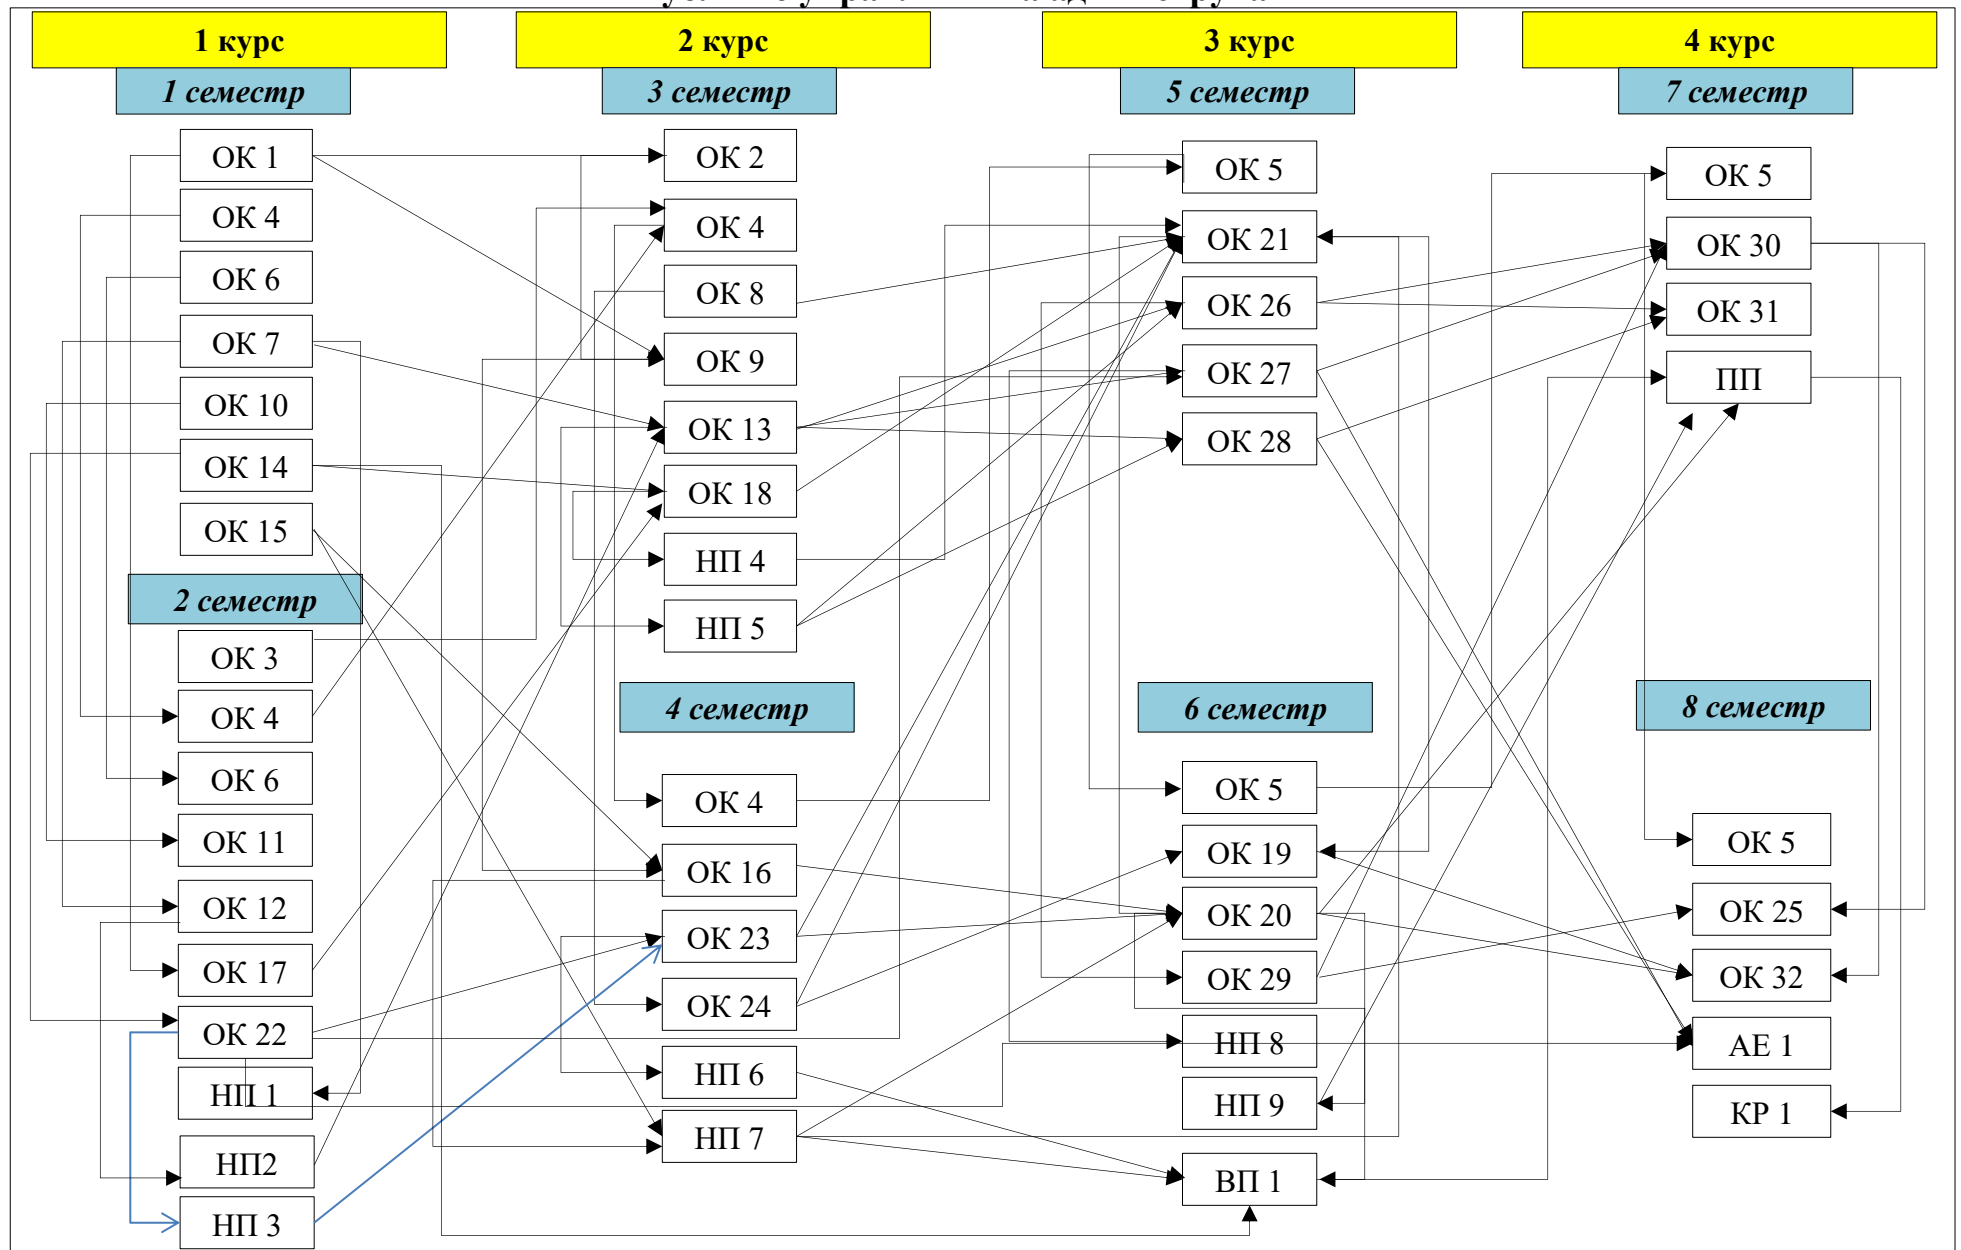 1 курс
2 курс
3 курс
4 курс
1 семестр
3 семестр
5 семестр
7 семестр
ОК 1
ОК 4
ОК 6
ОК 7
ОК 10
ОК 14
ОК 15
2 семестр
ОК 3
ОК 4
ОК 6
ОК 11
ОК 12
ОК 17
ОК 22
НП 1
НП2
НП 3
ОК 2
ОК 4
ОК 8
ОК 9
ОК 13
ОК 18
НП 4
НП 5
4 семестр
ОК 4
ОК 16
ОК 23
ОК 24
НП 6
НП 7
ОК 5
ОК 21
ОК 26
ОК 27
ОК 28
6 семестр
ОК 5
ОК 19
ОК 20
ОК 29
НП 8
НП 9
ВП 1
ОК 5
ОК 30
ОК 31
ПП
8 семестр
ОК 5
ОК 25
ОК 32
АЕ 1
КР 1